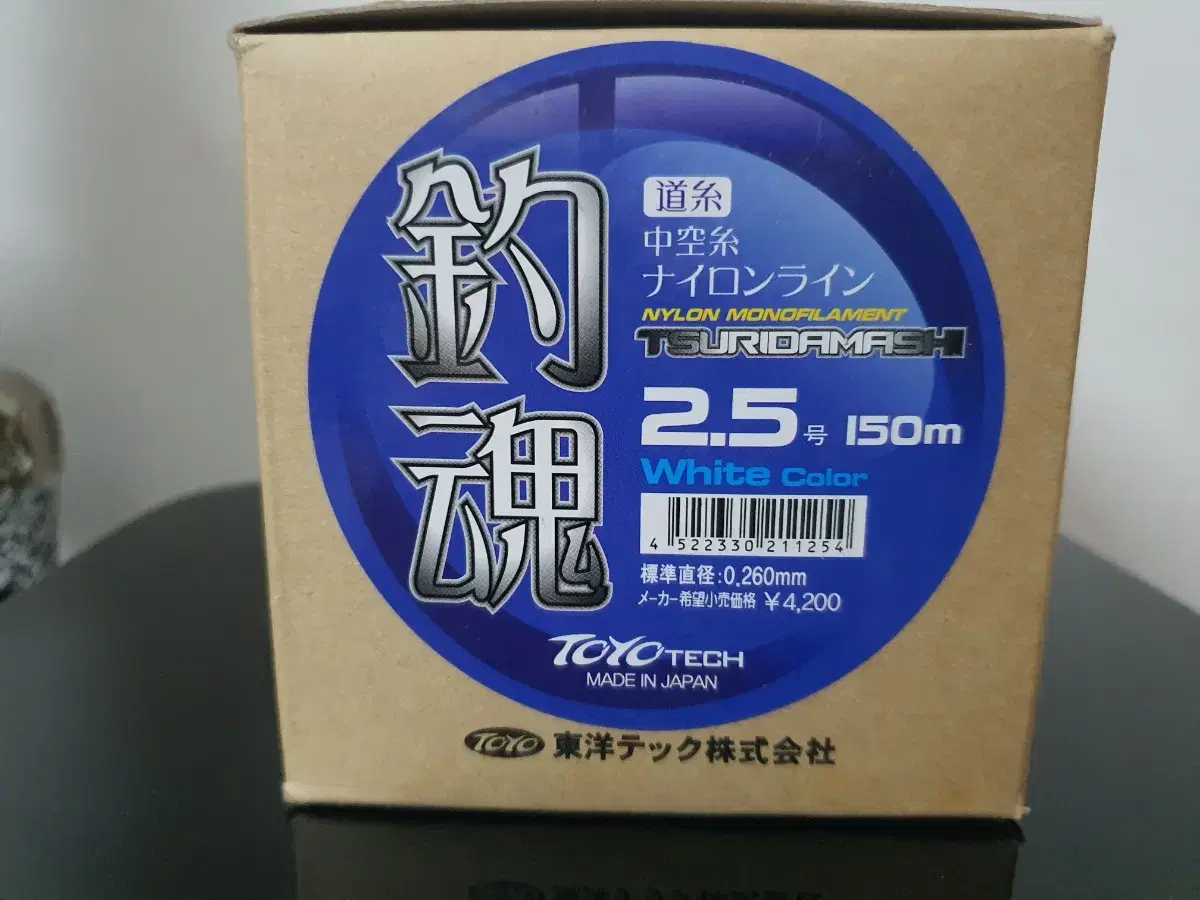 釣魂
道糸
中空糸
ナイロンライン
NYLON MONOFILAMENT
TSURIDAMASHI
2.5号 150m
White Color
4 522330 211254
標準直径:0.260mm
メーカー希望小売価格 ¥4,200
TOYO TECH
MADE IN JAPAN
TOYO 東洋テック株式会社